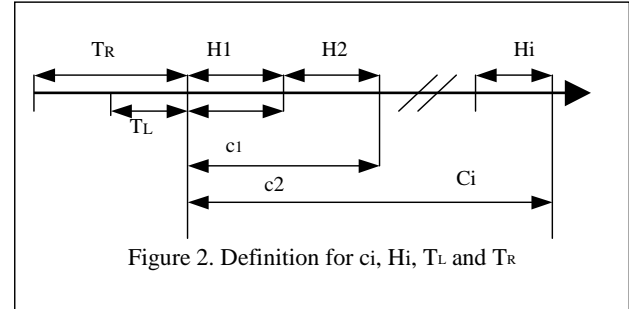 TR H1 H2 Hi
TL
c1
c2 Ci
Figure 2. Definition for ci, Hi, TL and TR